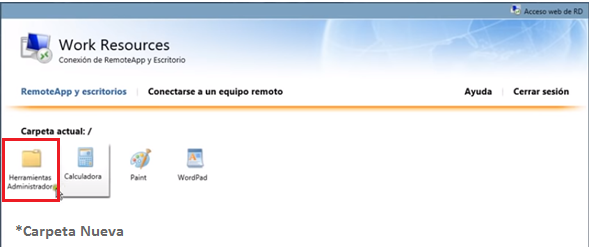 Acceso web de RD
Work Resources
Conexión de RemoteApp y Escritorio
RemoteApp y escritorios Conectarse a un equipo remoto Ayuda Cerrar sesión
Carpeta actual: /
Herramientas Calculadora Paint WordPad
Administrador
*Carpeta Nueva